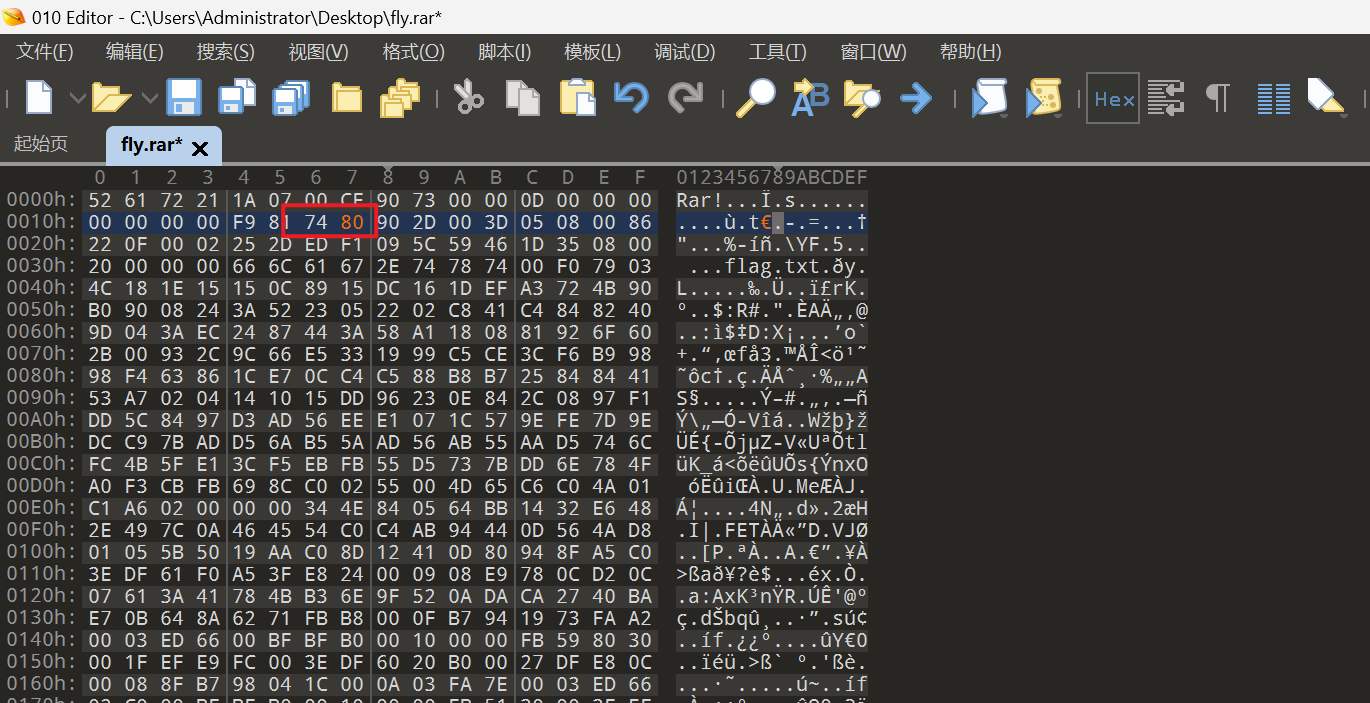 010 Editor - C:\Users\Administrator\Desktop\fly.rar*
文件(F) 编辑(E) 搜索(S) 视图(V) 格式(O) 脚本(I) 模板(L) 调试(D) 工具(T) 窗口(W) 帮助(H)
Hex
起始页 fly.rar*
0 1 2 3 4 5 6 7 8 9 A B C D E F 0123456789ABCDEF
0000h: 52 61 72 21 1A 07 00 CF 90 73 00 00 0D 00 00 00 Rar!...Ï.s......
0010h: 00 00 00 00 F9 81 74 80 90 2D 00 3D 05 08 00 86 ....ù.t€.-.=...†
0020h: 22 0F 00 02 25 2D ED F1 09 5C 59 46 1D 35 08 00 "...%-íñ.\YF.5..
0030h: 20 00 00 00 66 6C 61 67 2E 74 78 74 00 F0 79 03  ...flag.txt.ðy.
0040h: 4C 18 1E 15 15 0C 89 15 DC 16 1D EF A3 72 4B 90 L.....‰.Ü..ï£rK.
0050h: B0 90 08 24 3A 52 23 05 22 02 C8 41 C4 84 82 40 °..$:R#.".ÈAÄ„‚@
0060h: 9D 04 3A EC 24 87 44 3A 58 A1 18 08 81 92 6F 60 ..:ì$‡D:X¡...’o`
0070h: 2B 00 93 2C 9C 66 E5 33 19 99 C5 CE 3C F6 B9 98 +.“,œfå3.™ÅÎ<ö¹˜
0080h: 98 F4 63 86 1C E7 0C C4 C5 88 B8 B7 25 84 84 41 ˜ôc†.ç.ÄÅˆ¸·%„„A
0090h: 53 A7 02 04 14 10 15 DD 96 23 0E 84 2C 08 97 F1 S§.....Ý–#.„,.—ñ
00A0h: DD 5C 84 97 D3 AD 56 EE E1 07 1C 57 9E FE 7D 9E Ý\„—Ó-Vîá..Wžþ}ž
00B0h: DC C9 7B AD D5 6A B5 5A AD 56 AB 55 AA D5 74 6C ÜÉ{-ÕjµZ-V«UªÕtl
00C0h: FC 4B 5F E1 3C F5 EB FB 55 D5 73 7B DD 6E 78 4F üK_á<õëûUÕs{ÝnxO
00D0h: A0 F3 CB FB 69 8C C0 02 55 00 4D 65 C6 C0 4A 01  óËûiŒÀ.U.MeÆÀJ.
00E0h: C1 A6 02 00 00 00 34 4E 84 05 64 BB 14 32 E6 48 Á¦....4N„.d».2æH
00F0h: 2E 49 7C 0A 46 45 54 C0 C4 AB 94 44 0D 56 4A D8 .I|.FETÀÄ«”D.VJØ
0100h: 01 05 5B 50 19 AA C0 8D 12 41 0D 80 94 8F A5 C0 ..[P.ªÀ..A.€”.¥À
0110h: 3E DF 61 F0 A5 3F E8 24 00 09 08 E9 78 0C D2 0C >ßað¥?è$...éx.Ò.
0120h: 07 61 3A 41 78 4B B3 6E 9F 52 0A DA CA 27 40 BA .a:AxK³nŸR.ÚÊ'@º
0130h: E7 0B 64 8A 62 71 FB B8 00 0F B7 94 19 73 FA A2 ç.dŠbqû¸..·”.sú¢
0140h: 00 03 ED 66 00 BF BF B0 00 10 00 00 FB 59 80 30 ..íf.¿¿°....ûY€0
0150h: 00 1F EF E9 FC 00 3E DF 60 20 B0 00 27 DF E8 0C ..ïéü.>ß` °.'ßè.
0160h: 00 08 8F B7 98 04 1C 00 0A 03 FA 7E 00 03 ED 66 ...·˜.....ú~..íf